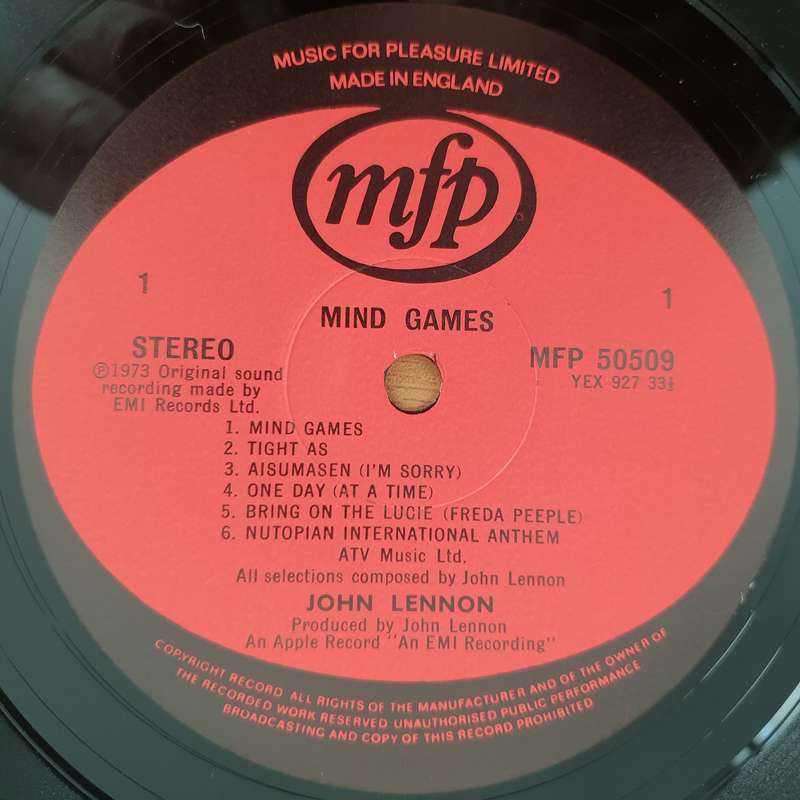 MUSIC FOR PLEASURE LIMITED
MADE IN ENGLAND
mfp
1
1
MIND GAMES
STEREO
℗1973 Original sound
recording made by
EMI Records Ltd.
MFP 50509
YEX 927 33⅓
1. MIND GAMES
2. TIGHT AS
3. AISUMASEN (I'M SORRY)
4. ONE DAY (AT A TIME)
5. BRING ON THE LUCIE (FREDA PEEPLE)
6. NUTOPIAN INTERNATIONAL ANTHEM
ATV Music Ltd.
All selections composed by John Lennon
JOHN LENNON
Produced by John Lennon
An Apple Record "An EMI Recording"
COPYRIGHT RECORD ALL RIGHTS OF THE MANUFACTURER AND OF THE OWNER OF
THE RECORDED WORK RESERVED UNAUTHORISED PUBLIC PERFORMANCE
BROADCASTING AND COPY OF THIS RECORD PROHIBITED